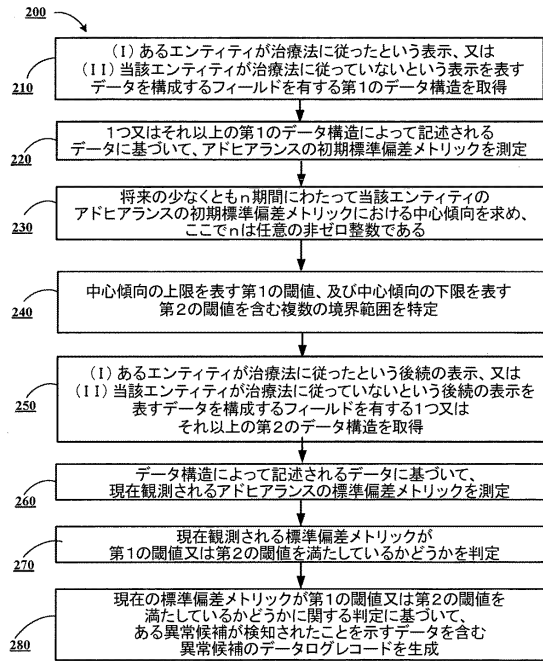 200
210
(I)あるエンティティが治療法に従ったという表示、又は
(II)当該エンティティが治療法に従っていないという表示を表す
データを構成するフィールドを有する第1のデータ構造を取得
220
1つ又はそれ以上の第1のデータ構造によって記述される
データに基づいて、アドヒアランスの初期標準偏差メトリックを測定
230
将来の少なくともn期間にわたって当該エンティティの
アドヒアランスの初期標準偏差メトリックにおける中心傾向を求め、
ここでnは任意の非ゼロ整数である
240
中心傾向の上限を表す第1の閾値、及び中心傾向の下限を表す
第2の閾値を含む複数の境界範囲を特定
250
(I)あるエンティティが治療法に従ったという後続の表示、又は
(II)当該エンティティが治療法に従っていないという後続の表示を
表すデータを構成するフィールドを有する1つ又は
それ以上の第2のデータ構造を取得
260
データ構造によって記述されるデータに基づいて、
現在観測されるアドヒアランスの標準偏差メトリックを測定
270
現在観測される標準偏差メトリックが
第1の閾値又は第2の閾値を満たしているかどうかを判定
280
現在の標準偏差メトリックが第1の閾値又は第2の閾値を
満たしているかどうかに関する判定に基づいて、
ある異常候補が検知されたことを示すデータを含む
異常候補のデータログレコードを生成